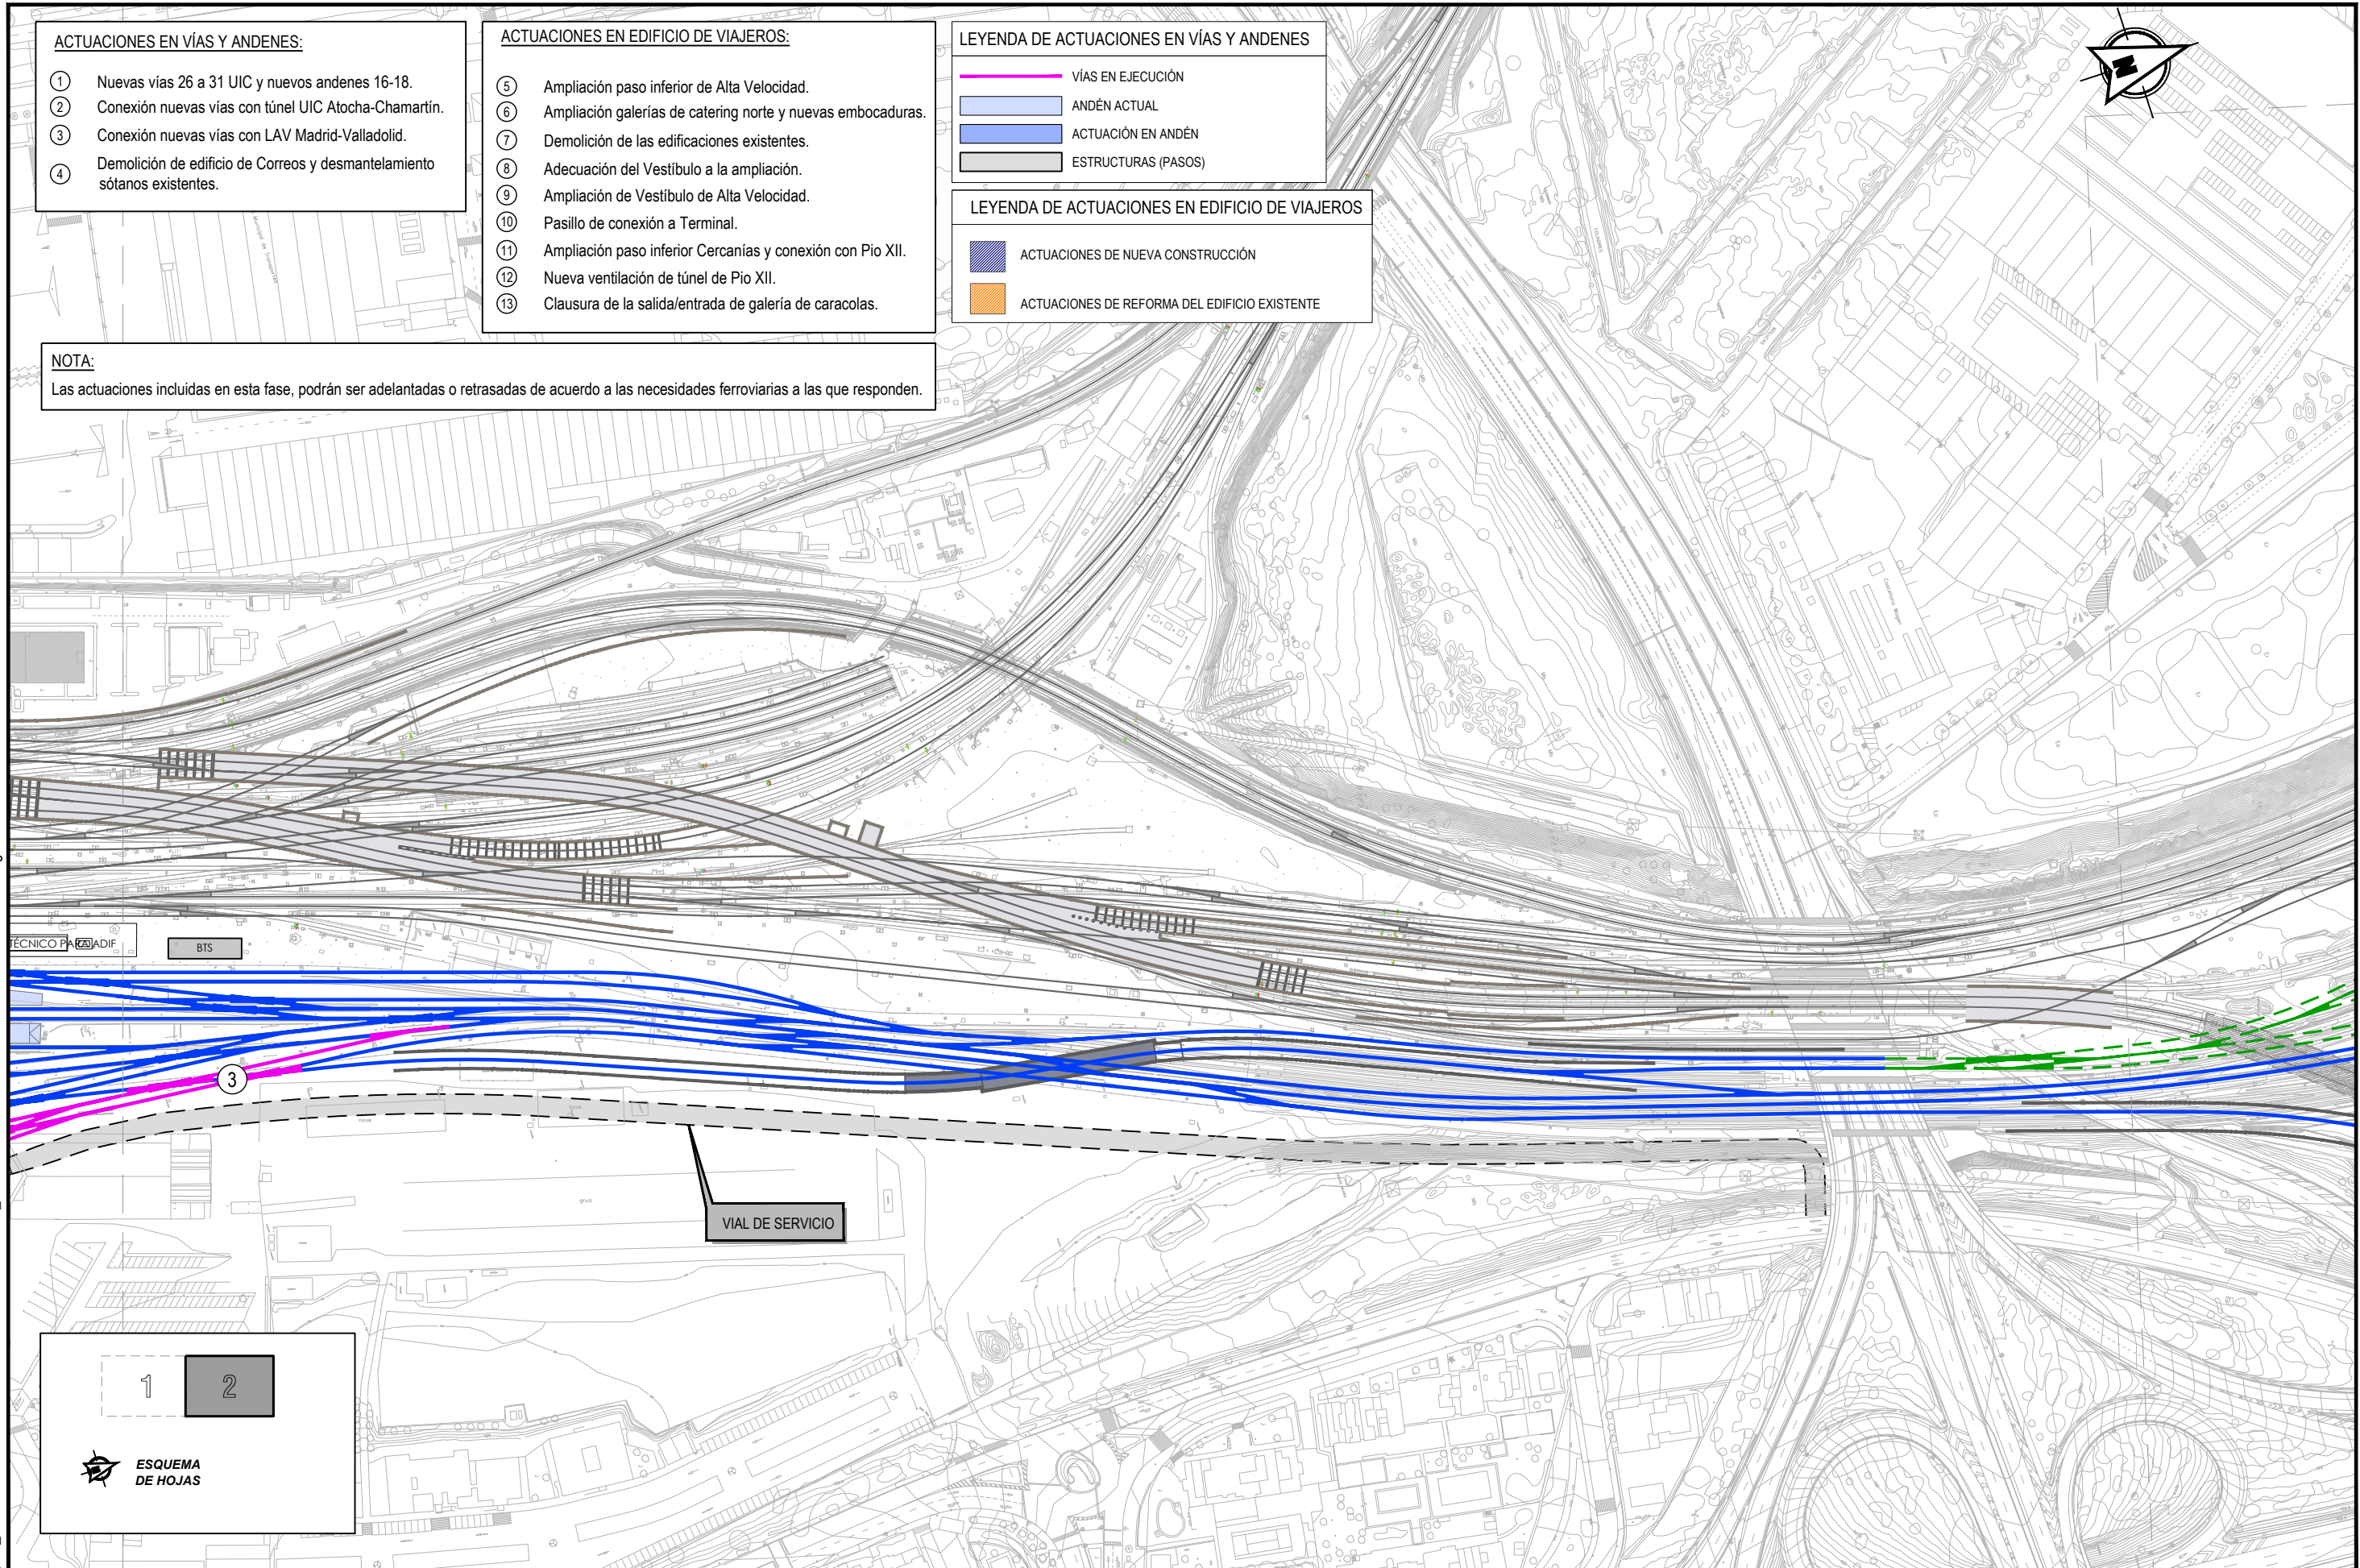 ACTUACIONES EN VÍAS Y ANDENES:
1 Nuevas vías 26 a 31 UIC y nuevos andenes 16-18.
2 Conexión nuevas vías con túnel UIC Atocha-Chamartín.
3 Conexión nuevas vías con LAV Madrid-Valladolid.
4 Demolición de edificio de Correos y desmantelamiento
sótanos existentes.
ACTUACIONES EN EDIFICIO DE VIAJEROS:
5 Ampliación paso inferior de Alta Velocidad.
6 Ampliación galerías de catering norte y nuevas embocaduras.
7 Demolición de las edificaciones existentes.
8 Adecuación del Vestíbulo a la ampliación.
9 Ampliación de Vestíbulo de Alta Velocidad.
10 Pasillo de conexión a Terminal.
11 Ampliación paso inferior Cercanías y conexión con Pio XII.
12 Nueva ventilación de túnel de Pio XII.
13 Clausura de la salida/entrada de galería de caracolas.
LEYENDA DE ACTUACIONES EN VÍAS Y ANDENES
VÍAS EN EJECUCIÓN
ANDÉN ACTUAL
ACTUACIÓN EN ANDÉN
ESTRUCTURAS (PASOS)
LEYENDA DE ACTUACIONES EN EDIFICIO DE VIAJEROS
ACTUACIONES DE NUEVA CONSTRUCCIÓN
ACTUACIONES DE REFORMA DEL EDIFICIO EXISTENTE
N
NOTA:
Las actuaciones incluidas en esta fase, podrán ser adelantadas o retrasadas de acuerdo a las necesidades ferroviarias a las que responden.
Municipal de Transportes
TÉCNICO PARA ADIF
BTS
3
VIAL DE SERVICIO
grua
1
2
ESQUEMA
DE HOJAS